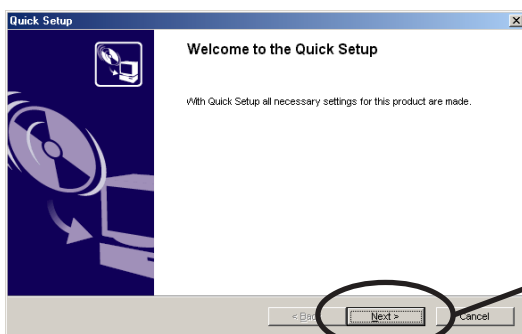 Quick Setup
Welcome to the Quick Setup
With Quick Setup all necessary settings for this product are made.
< Back Next > Cancel